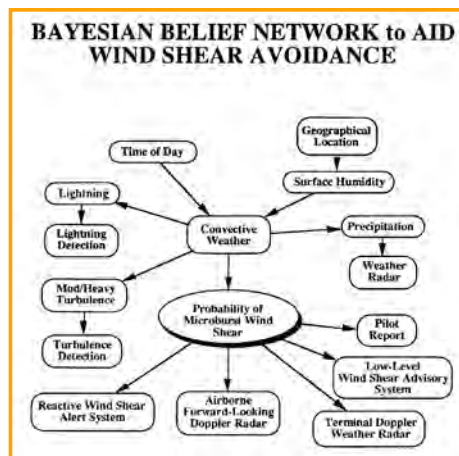 BAYESIAN BELIEF NETWORK to AID
WIND SHEAR AVOIDANCE
Geographical
Location
Time of Day
Surface Humidity
Lightning
Convective
Weather
Precipitation
Lightning
Detection
Weather
Radar
Mod/Heavy
Turbulence
Probability of
Microburst Wind
Shear
Pilot
Report
Turbulence
Detection
Low-Level
Wind Shear Advisory
System
Reactive Wind Shear
Alert System
Airborne
Forward-Looking
Doppler Radar
Terminal Doppler
Weather Radar